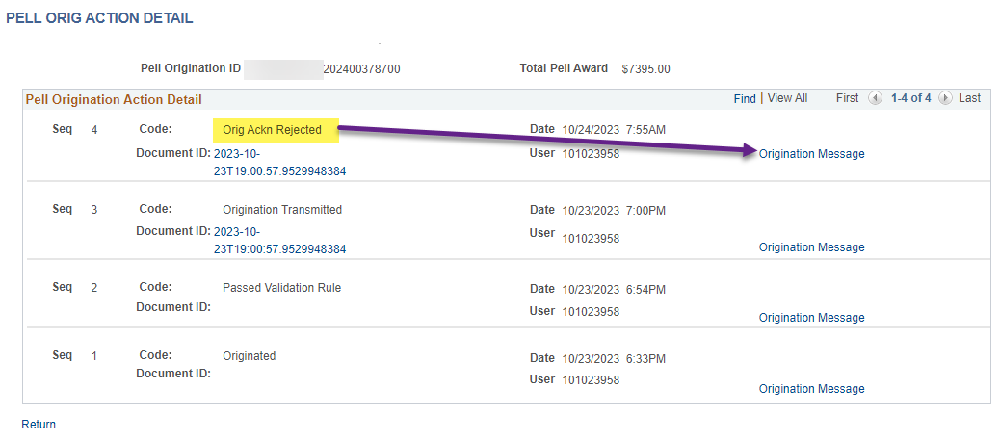 PELL ORIG ACTION DETAIL
Pell Origination ID 202400378700 Total Pell Award $7395.00
Pell Origination Action Detail Find | View All First 1-4 of 4 Last
Seq 4 Code: Orig Ackn Rejected Date 10/24/2023 7:55AM
Document ID: 2023-10- User 101023958 Origination Message
23T19:00:57.9529948384
Seq 3 Code: Origination Transmitted Date 10/23/2023 7:00PM
Document ID: 2023-10- User 101023958
23T19:00:57.9529948384 Origination Message
Seq 2 Code: Passed Validation Rule Date 10/23/2023 6:54PM
Document ID: User 101023958
Origination Message
Seq 1 Code: Originated Date 10/23/2023 6:33PM
Document ID: User 101023958
Origination Message
Return